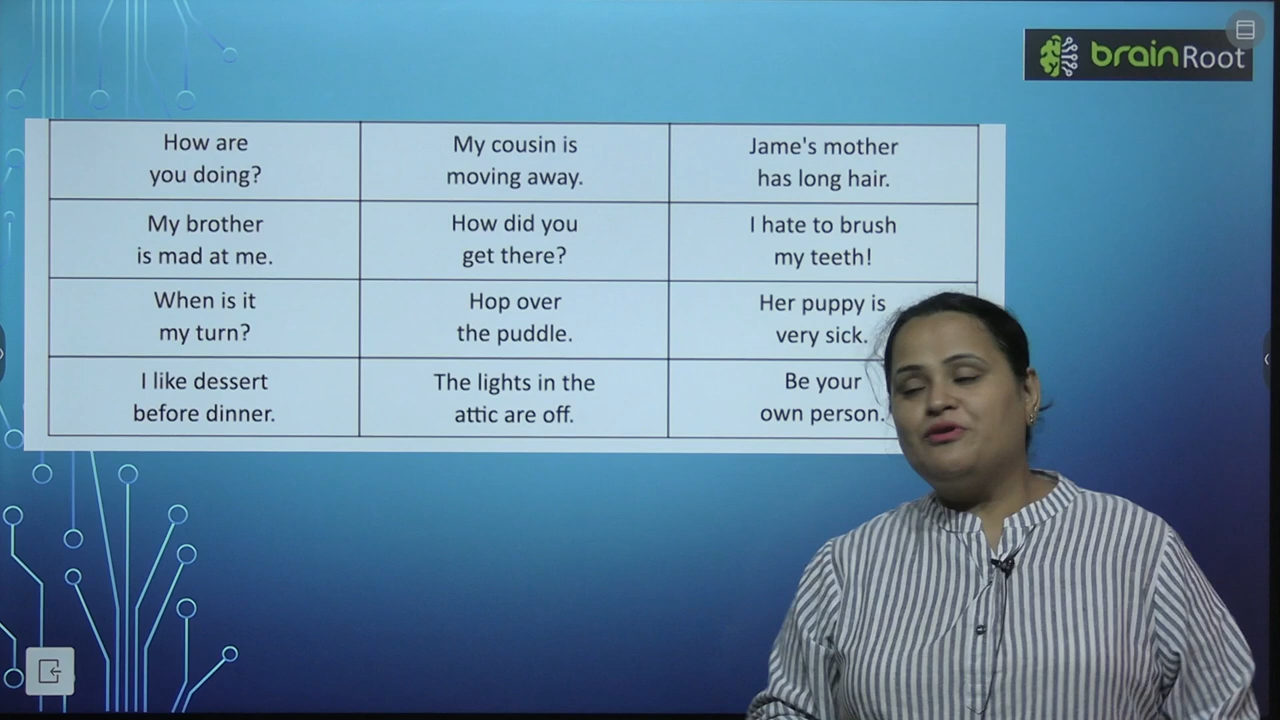 brainRoot
How are
you doing?
My cousin is
moving away.
Jame's mother
has long hair.
My brother
is mad at me.
How did you
get there?
I hate to brush
my teeth!
When is it
my turn?
Hop over
the puddle.
Her puppy is
very sick.
I like dessert
before dinner.
The lights in the
attic are off.
Be your
own person.